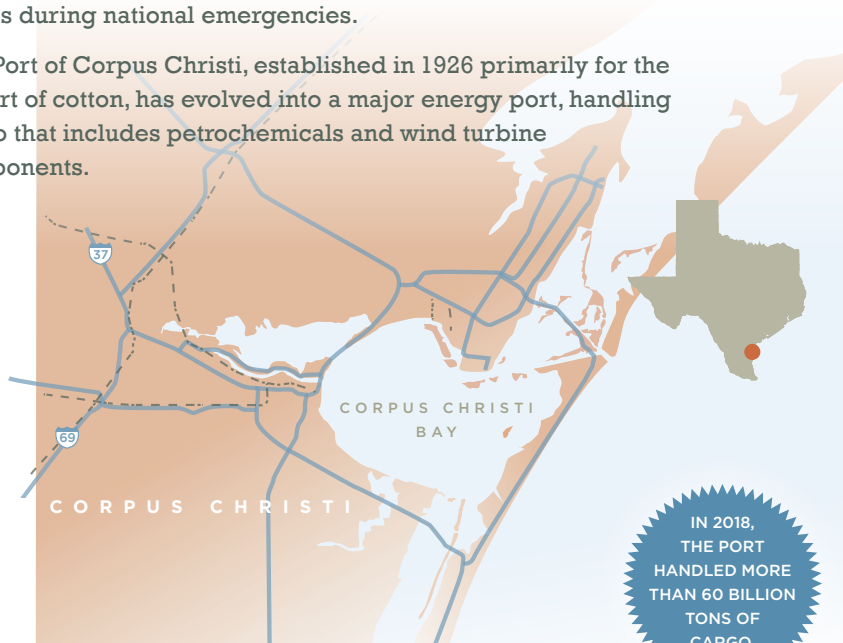 s during national emergencies.
Port of Corpus Christi, established in 1926 primarily for the
rt of cotton, has evolved into a major energy port, handling
o that includes petrochemicals and wind turbine
ponents.
37
CORPUS CHRISTI
BAY
69
CORPUS CHRISTI
IN 2018,
THE PORT
HANDLED MORE
THAN 60 BILLION
TONS OF
CARGO